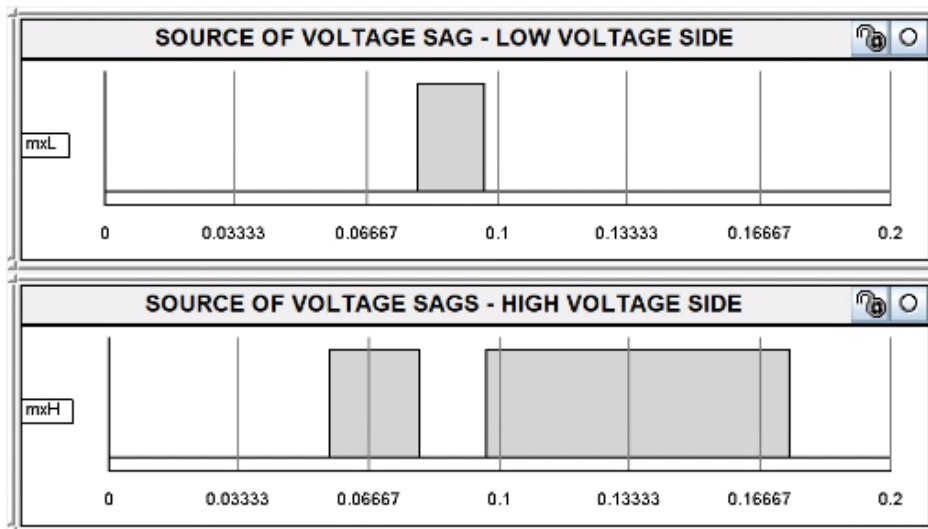 SOURCE OF VOLTAGE SAG - LOW VOLTAGE SIDE
mxL
0 0.03333 0.06667 0.1 0.13333 0.16667 0.2
SOURCE OF VOLTAGE SAGS - HIGH VOLTAGE SIDE
mxH
0 0.03333 0.06667 0.1 0.13333 0.16667 0.2